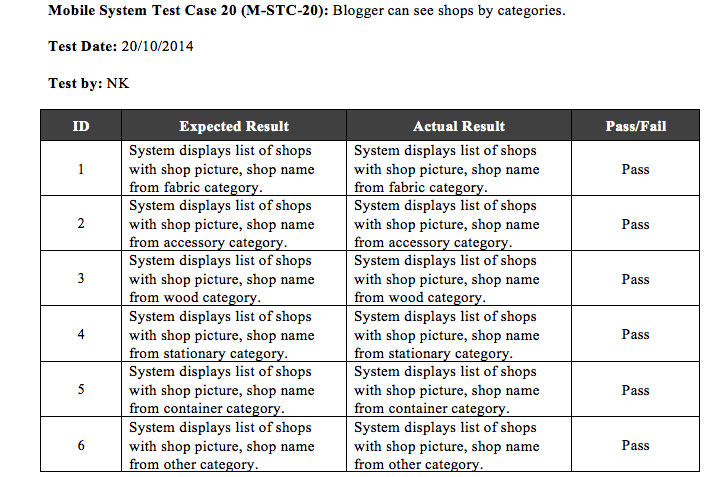 Mobile System Test Case 20 (M-STC-20): Blogger can see shops by categories.
Test Date: 20/10/2014
Test by: NK
ID Expected Result Actual Result Pass/Fail
1
System displays list of shops
with shop picture, shop name
from fabric category.
System displays list of shops
with shop picture, shop name
from fabric category.
Pass
2
System displays list of shops
with shop picture, shop name
from accessory category.
System displays list of shops
with shop picture, shop name
from accessory category.
Pass
3
System displays list of shops
with shop picture, shop name
from wood category.
System displays list of shops
with shop picture, shop name
from wood category.
Pass
4
System displays list of shops
with shop picture, shop name
from stationary category.
System displays list of shops
with shop picture, shop name
from stationary category.
Pass
5
System displays list of shops
with shop picture, shop name
from container category.
System displays list of shops
with shop picture, shop name
from container category.
Pass
6
System displays list of shops
with shop picture, shop name
from other category.
System displays list of shops
with shop picture, shop name
from other category.
Pass